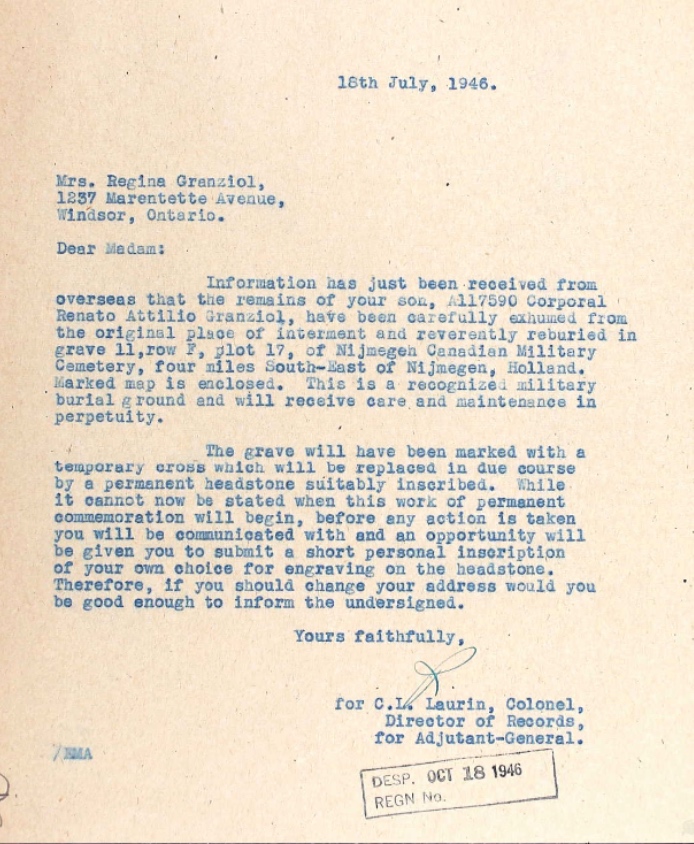 18th July, 1946.
Mrs. Regina Granziol,
1237 Marentette Avenue,
Windsor, Ontario.
Dear Madam:
Information has just been received from
overseas that the remains of your son, A117590 Corporal
Renato Attilio Granziol, have been carefully exhumed from
the original place of interment and reverently reburied in
grave 11,row F, plot 17, of Nijmegen Canadian Military
Cemetery, four miles South-East of Nijmegen, Holland.
Marked map is enclosed.  This is a recognized military
burial ground and will receive care and maintenance in
perpetuity.
The grave will have been marked with a
temporary cross which will be replaced in due course
by a permanent headstone suitably inscribed.  While
it cannot now be stated when this work of permanent
commemoration will begin, before any action is taken
you will be communicated with and an opportunity will
be given you to submit a short personal inscription
of your own choice for engraving on the headstone.
Therefore, if you should change your address would you
be good enough to inform the undersigned.
Yours faithfully,
for C.L. Laurin, Colonel,
Director of Records,
for Adjutant-General.
/EMA
DESP. OCT 18 1946
REGN No.